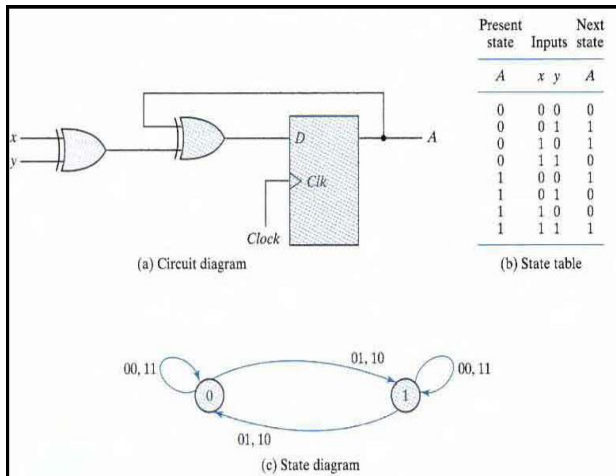 x
y
D
Clk
A
Clock
(a) Circuit diagram
Present Next
state Inputs state
A x y A
0 0 0 0
0 0 1 1
0 1 0 1
0 1 1 0
1 0 0 1
1 0 1 0
1 1 0 0
1 1 1 1
(b) State table
00, 11
01, 10
00, 11
0
1
01, 10
(c) State diagram